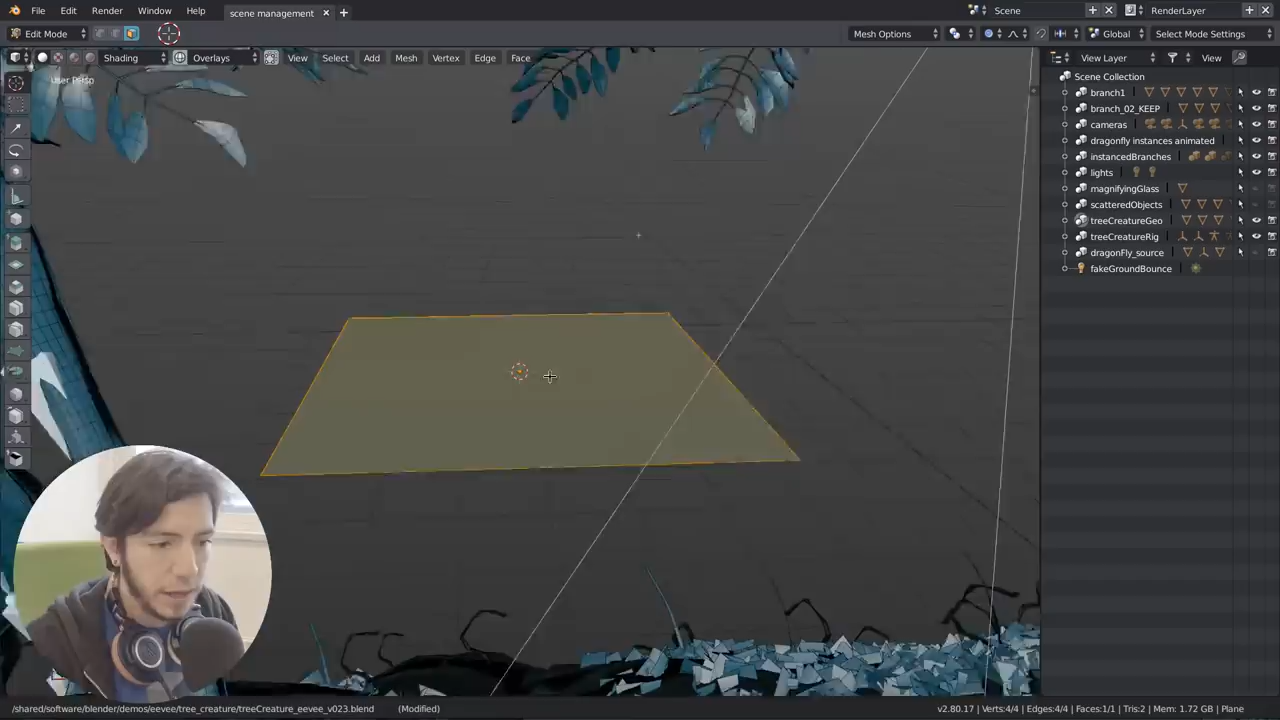 File Edit Render Window Help scene management Scene RenderLayer
Edit Mode Mesh Options Global Select Mode Settings
Shading Overlays View Select Add Mesh Vertex Edge Face View Layer View
User Persp
Scene Collection
branch1
branch_02_KEEP
cameras
dragonfly instances animated
instancedBranches
lights
magnifyingGlass
scatteredObjects
treeCreatureGeo
treeCreatureRig
dragonFly_source
fakeGroundBounce
/shared/software/blender/demos/eevee/tree_creature/treeCreature_eevee_v023.blend (Modified) v2.80.17 | Verts:4/4 | Edges:4/4 | Faces:1/1 | Tris:2 | Mem: 1.72 GB | Plane